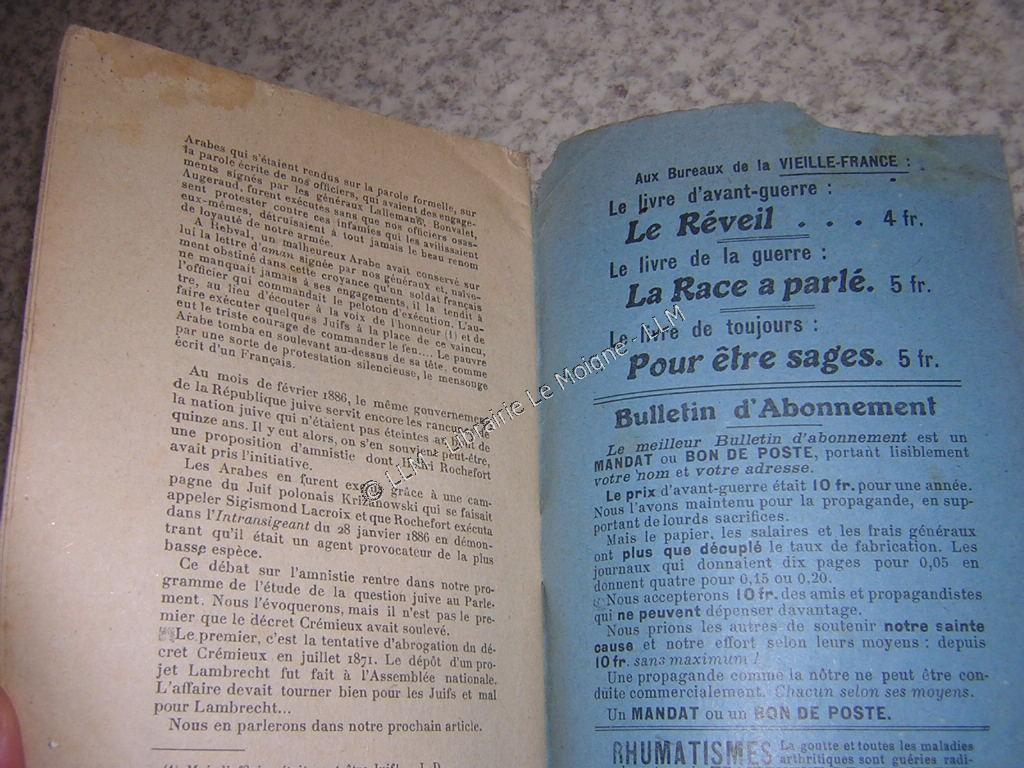 Arabes qui s'étaient rendus sur la parole formelle, sur
la parole écrite de nos officiers, qui avaient des engage-
ments signés par les généraux Lallemand, Bonvalet,
Augeraud, furent exécutés sans que nos officiers osas-
sent protester contre ces infamies qui les avilissaient
eux-mêmes, détruisaient à tout jamais le beau renom
de loyauté de notre armée.
A Rebval, un malheureux Arabe avait conservé sur
lui la lettre d'aman signée par nos généraux et, naïve-
ment obstiné dans cette croyance qu'un soldat français
ne manquait jamais à ses engagements, il la tendit à
l'officier qui commandait le peloton d'exécution. L'au-
tre, au lieu d'écouter à la voix de l'honneur (1) et de
faire exécuter quelques Juifs à la place de ce vaincu,
eut le triste courage de commander le feu.... Le pauvre
Arabe tomba en soulevant au-dessus de sa tête, comme
par une sorte de protestation silencieuse, le mensonge
écrit d'un Français.
Au mois de février 1886, le même gouvernement
de la République juive servit encore les rancunes de
la nation juive qui n'étaient pas éteintes au bout de
quinze ans. Il y eut alors, on s'en souvient peut-être,
une proposition d'amnistie dont Rochefort
avait pris l'initiative.
Les Arabes en furent exclus grâce à une cam-
pagne du Juif polonais Krizanowski qui se faisait
appeler Sigismond Lacroix et que Rochefort exécuta
dans l'Intransigeant du 28 janvier 1886 en démon-
trant qu'il était un agent provocateur de la plus
basse espèce.
Ce débat sur l'amnistie rentre dans notre pro-
gramme de l'étude de la question juive au Parle-
ment. Nous l'évoquerons, mais il n'est pas le pre-
mier que le décret Crémieux avait soulevé.
Le premier, c'est la tentative d'abrogation du dé-
cret Crémieux en juillet 1871. Le dépôt d'un pro-
jet Lambrecht fut fait à l'Assemblée nationale.
L'affaire devait tourner bien pour les Juifs et mal
pour Lambrecht...
Nous en parlerons dans notre prochain article.
Aux Bureaux de la VIEILLE-FRANCE :
Le livre d'avant-guerre :
Le Réveil . . . 4 fr.
Le livre de la guerre :
La Race a parlé. 5 fr.
Le livre de toujours :
Pour être sages. 5 fr.
Bulletin d'Abonnement
Le meilleur Bulletin d'abonnement est un
MANDAT ou BON DE POSTE, portant lisiblement
votre nom et votre adresse.
Le prix d'avant-guerre était 10 fr. pour une année.
Nous l'avons maintenu pour la propagande, en sup-
portant de lourds sacrifices.
Mais le papier, les salaires et les frais généraux
ont plus que décuplé le taux de fabrication. Les
journaux qui donnaient dix pages pour 0,05 en
donnent quatre pour 0,15 ou 0,20.
Nous accepterons 10 fr. des amis et propagandistes
qui ne peuvent dépenser davantage.
Nous prions les autres de soutenir notre sainte
cause et notre effort selon leurs moyens : depuis
10 fr. sans maximum !
Une propagande comme la nôtre ne peut être con-
duite commercialement. Chacun selon ses moyens.
Un MANDAT ou un BON DE POSTE.
RHUMATISMES La goutte et toutes les maladies
arthritiques sont guéries radi-
© LLM - Librairie Le Moigne - LLM